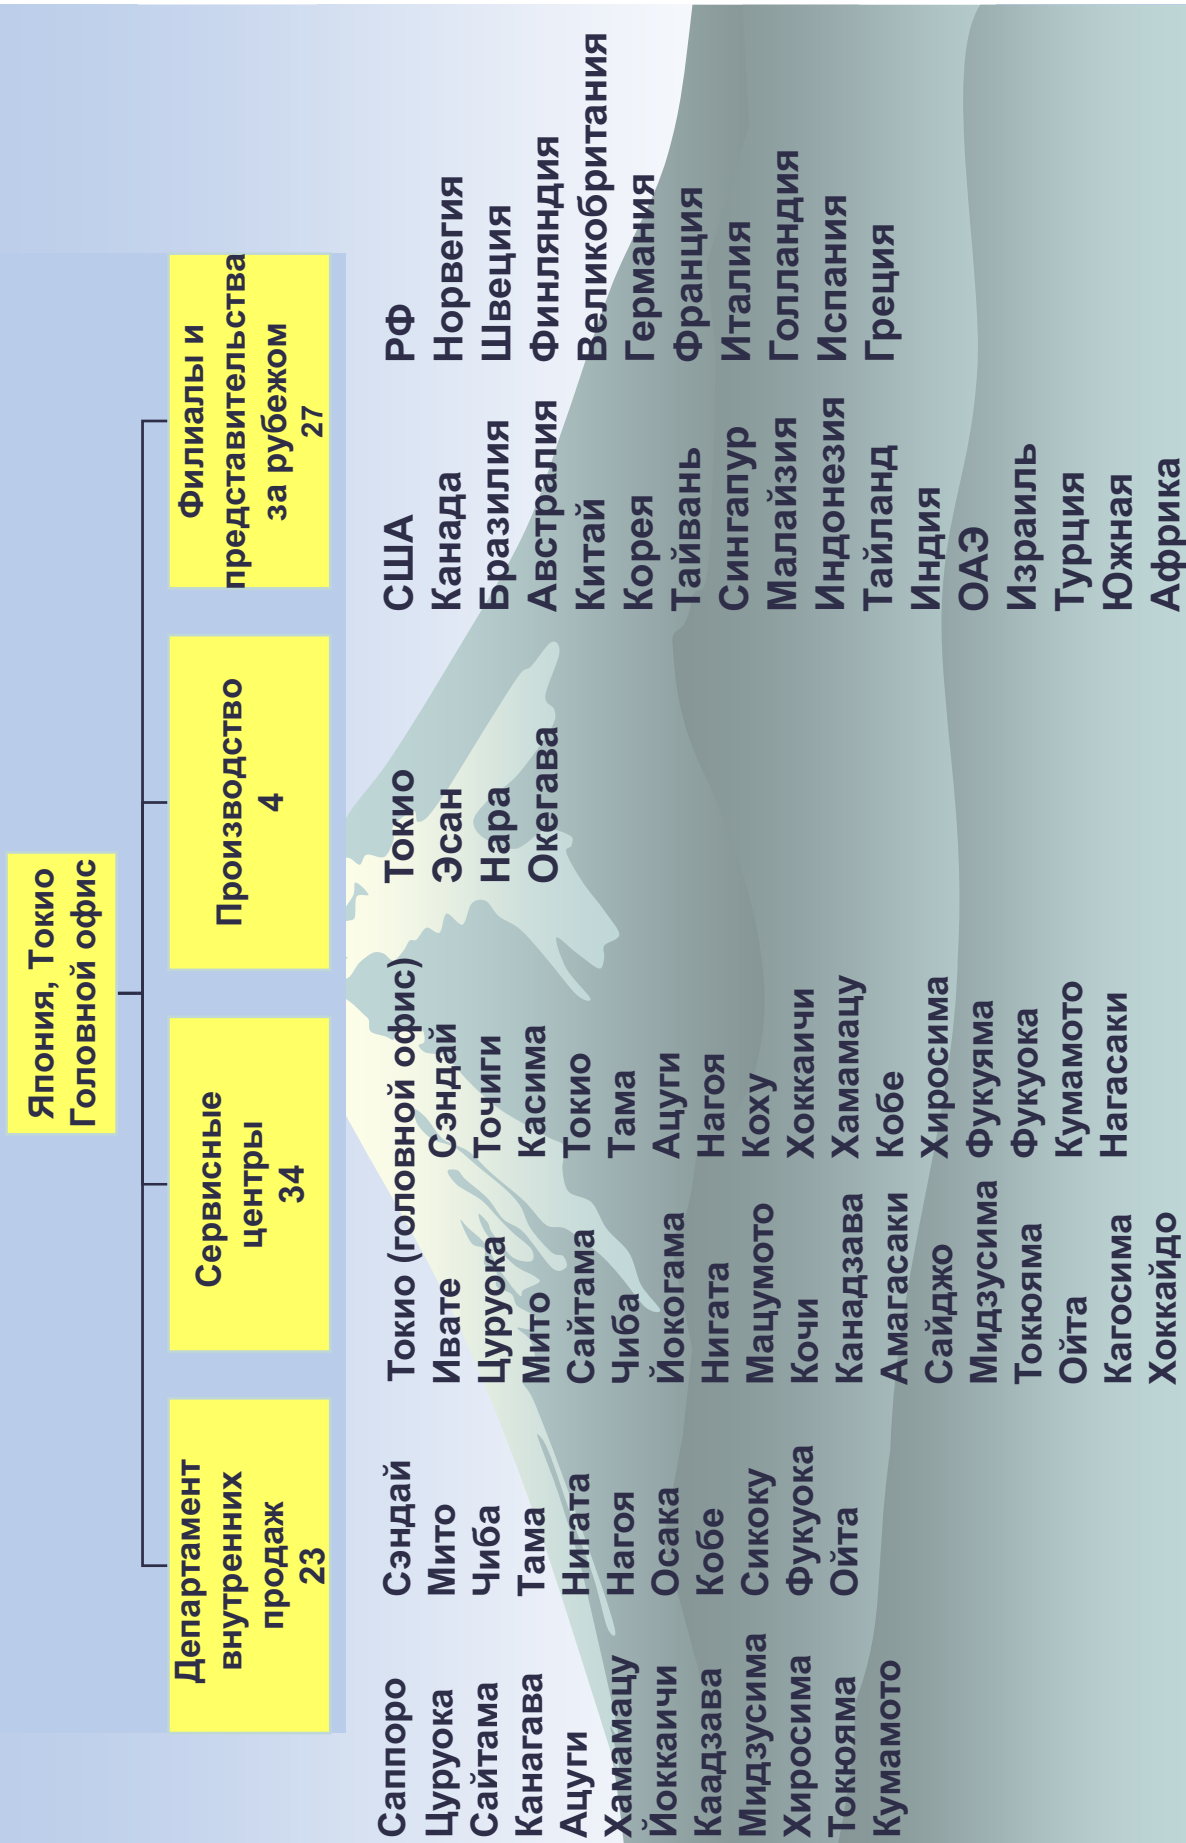 Япония, Токио
Головной офис
Департамент
внутренних
продаж
23
Сервисные
центры
34
Производство
4
Филиалы и
представительства
за рубежом
27
Саппоро
Цуруока
Сайтама
Канагава
Ацуги
Хамамацу
Йоккаичи
Каадзава
Мидзусима
Хиросима
Токюяма
Кумамото
Сэндай
Мито
Чиба
Тама
Нигата
Нагоя
Осака
Кобе
Сикоку
Фукуока
Ойта
Токио (головной офис)
Ивате
Цуруока
Мито
Сайтама
Чиба
Йокогама
Нигата
Мацумото
Кочи
Канадзава
Амагасаки
Сайджо
Мидзусима
Токюяма
Ойта
Кагосима
Хоккайдо
Сэндай
Точиги
Касима
Токио
Тама
Ацуги
Нагоя
Коху
Хоккаичи
Хамамацу
Кобе
Хиросима
Фукуяма
Фукуока
Кумамото
Нагасаки
Токио
Эсан
Нара
Окегава
США
Канада
Бразилия
Австралия
Китай
Корея
Тайвань
Сингапур
Малайзия
Индонезия
Тайланд
Индия
ОАЭ
Израиль
Турция
Южная
Африка
РФ
Норвегия
Швеция
Финляндия
Великобритания
Германия
Франция
Италия
Голландия
Испания
Греция